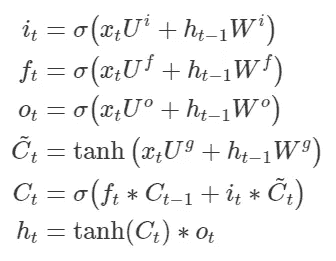 i_t = σ(x_t U^i + h_{t-1} W^i)
f_t = σ(x_t U^f + h_{t-1} W^f)
o_t = σ(x_t U^o + h_{t-1} W^o)
C̃_t = tanh (x_t U^g + h_{t-1} W^g)
C_t = σ(f_t * C_{t-1} + i_t * C̃_t)
h_t = tanh(C_t) * o_t